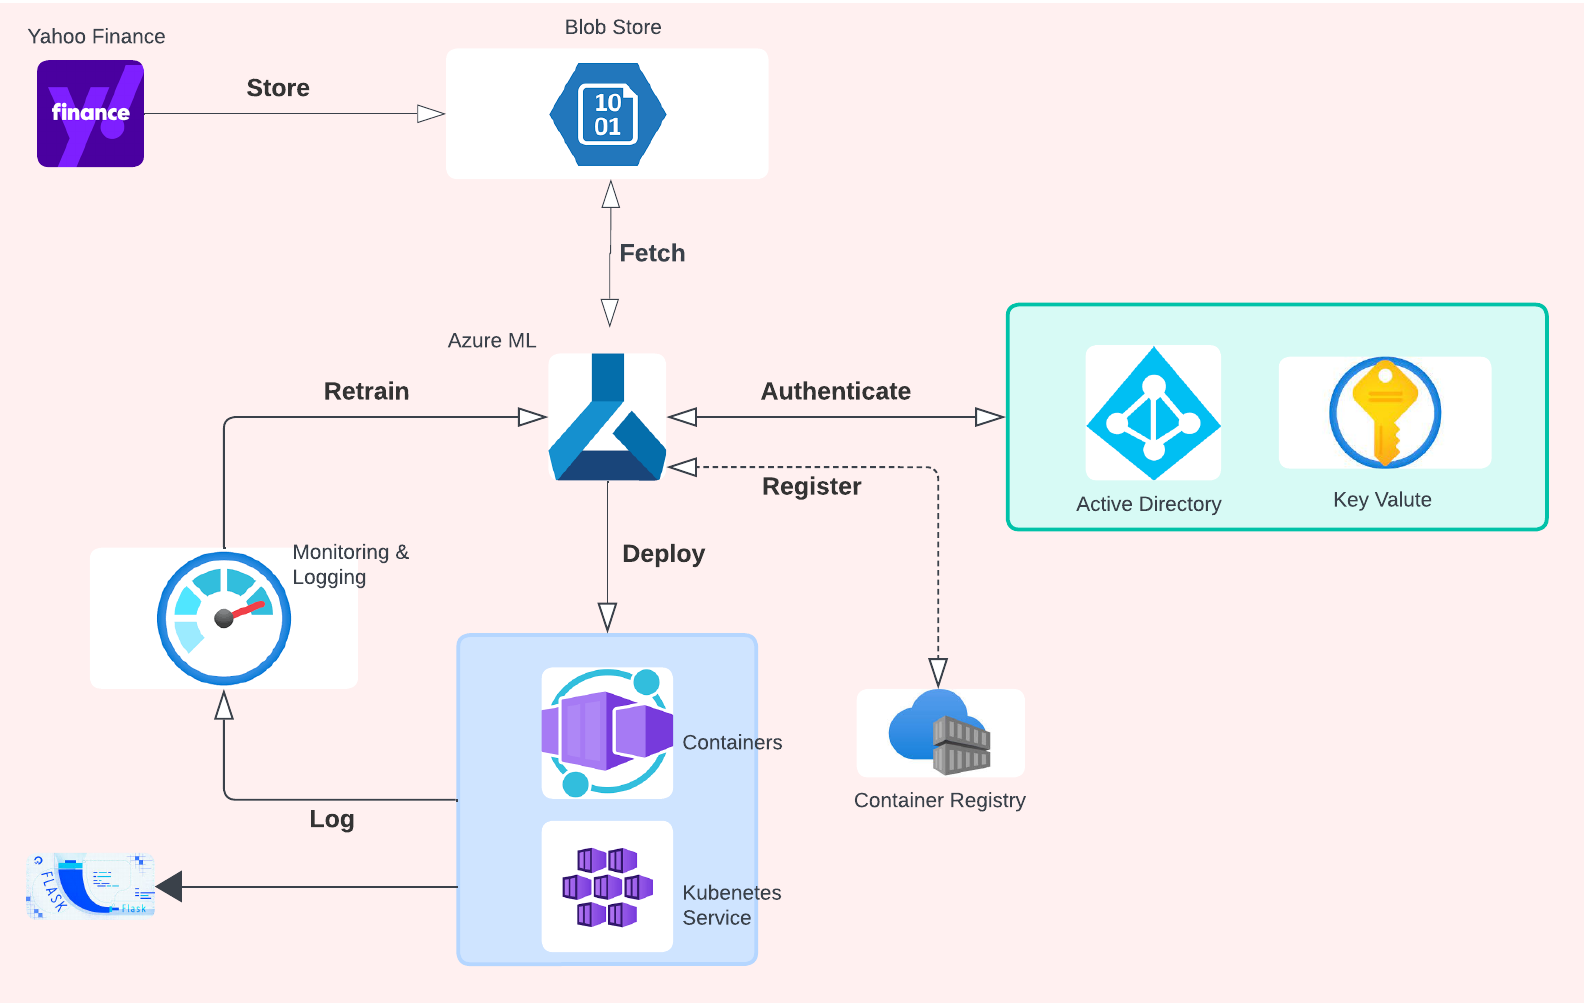 Yahoo Finance
Blob Store
finance
Store
10
01
Fetch
Azure ML
Retrain
Authenticate
Register
Active Directory
Key Valute
Monitoring &
Logging
Deploy
Containers
Container Registry
Log
FLASK
Flask
Kubenetes
Service